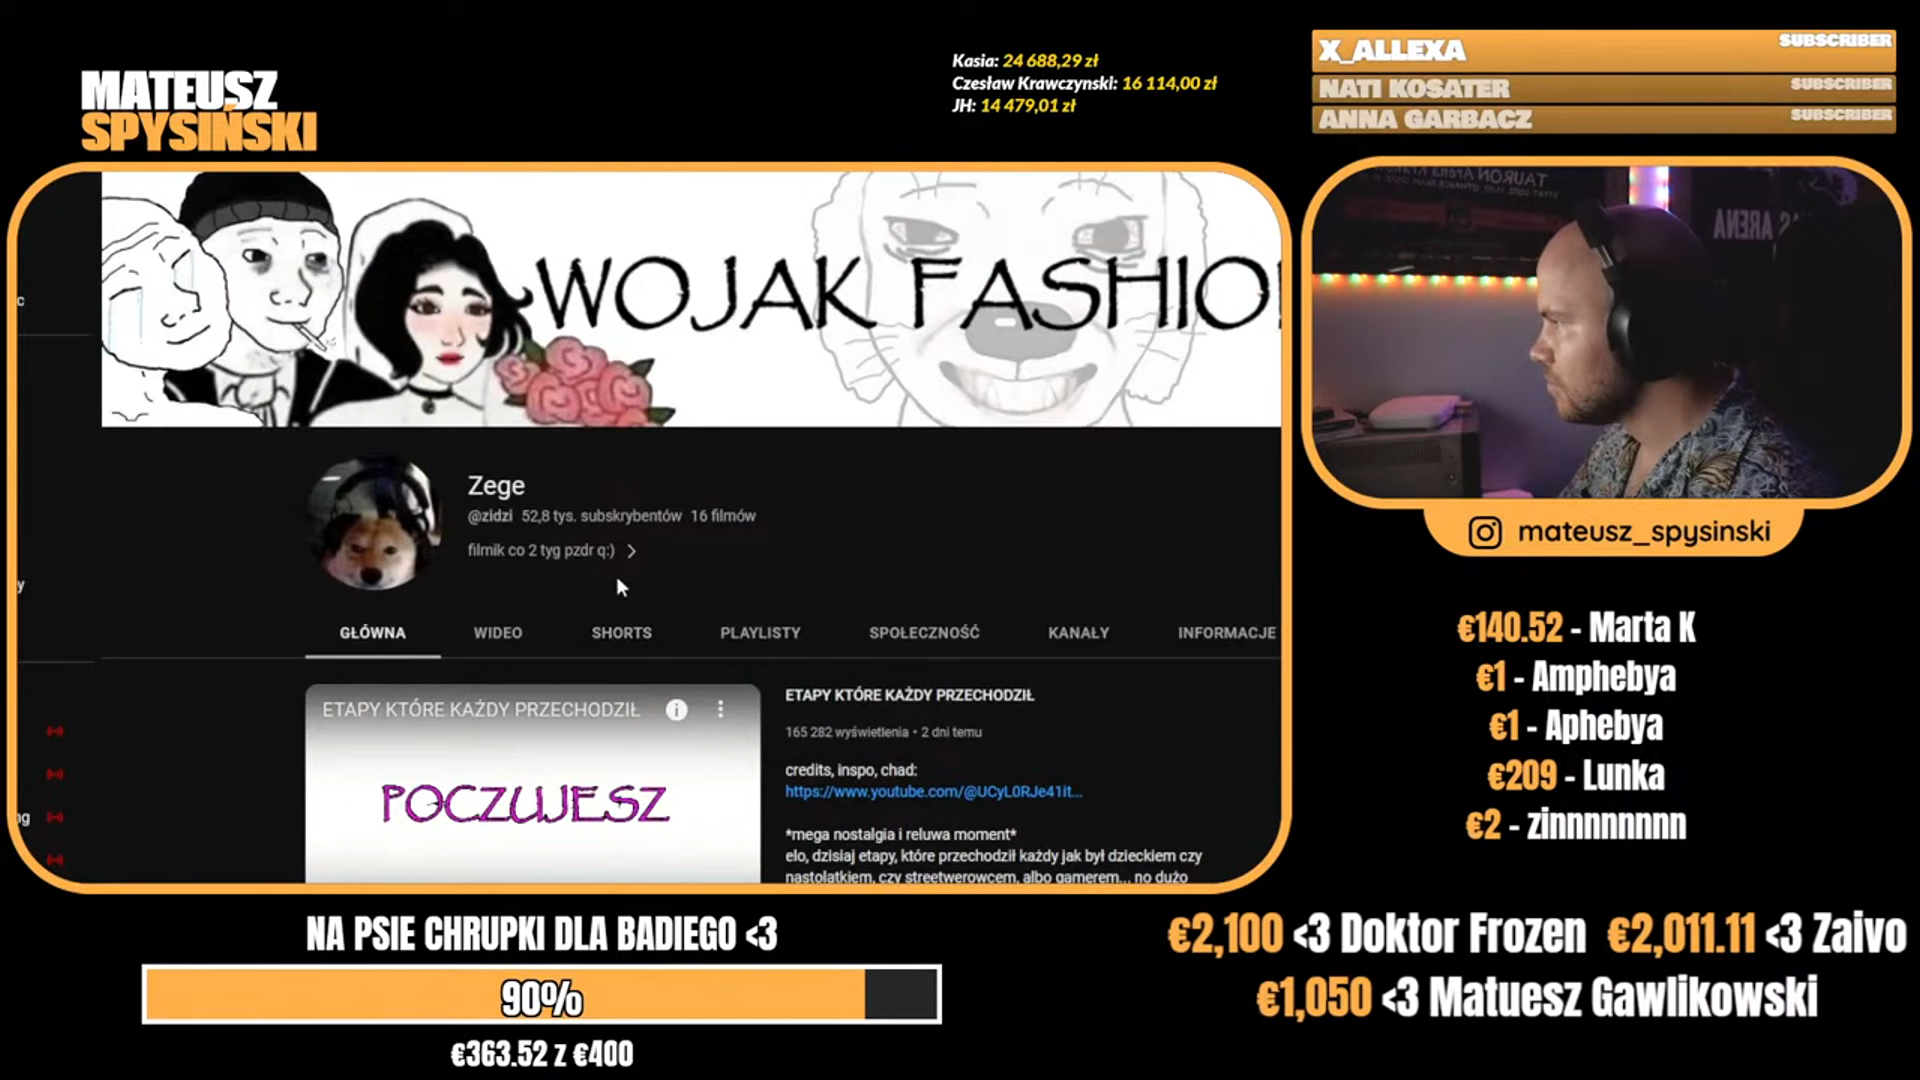 MATEUSZ
SPYSIŃSKI
Kasia: 24 688,29 zł
Czesław Krawczynski: 16 114,00 zł
JH: 14 479,01 zł
X_ALLEXA SUBSCRIBER
NATI KOSATER SUBSCRIBER
ANNA GARBACZ SUBSCRIBER
WOJAK FASHIO
TAURON Arena
ARENA
c
y
ng
Zege
@zidzi 52,8 tys. subskrybentów 16 filmów
filmik co 2 tyg pzdr q:)
GŁÓWNA WIDEO SHORTS PLAYLISTY SPOŁECZNOŚĆ KANAŁY INFORMACJE
ETAPY KTÓRE KAŻDY PRZECHODZIŁ
POCZUJESZ
ETAPY KTÓRE KAŻDY PRZECHODZIŁ
165 282 wyświetlenia • 2 dni temu
credits, inspo, chad:
https://www.youtube.com/@UCyL0RJe41it...
*mega nostalgia i reluwa moment*
elo, dzisiaj etapy, które przechodził każdy jak był dzieckiem czy
nastolatkiem, czy streetwerowcem, albo gamerem... no dużo
mateusz_spysinski
€140.52 - Marta K
€1 - Amphebya
€1 - Aphebya
€209 - Lunka
€2 - zinnnnnnnn
NA PSIE CHRUPKI DLA BADIEGO <3
90%
€363.52 z €400
€2,100 <3 Doktor Frozen €2,011.11 <3 Zaivo
€1,050 <3 Matuesz Gawlikowski